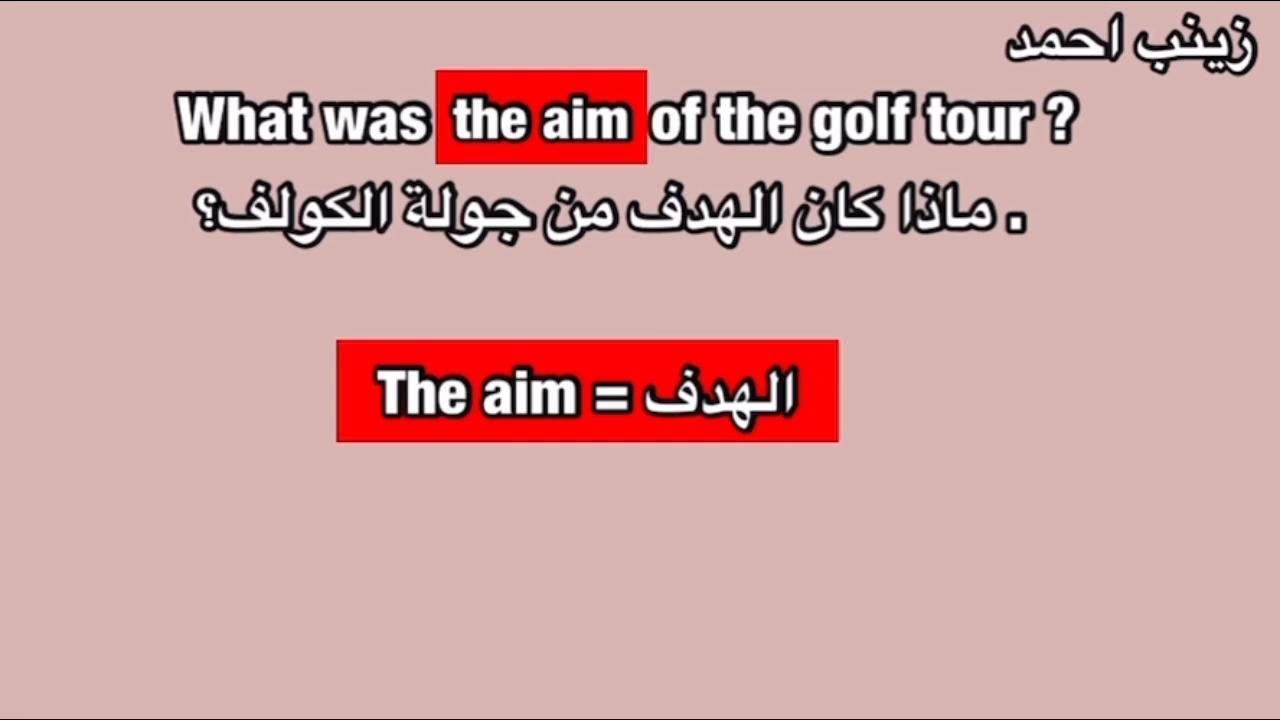 زينب احمد
What was the aim of the golf tour ?
. ماذا كان الهدف من جولة الكولف؟
The aim = الهدف